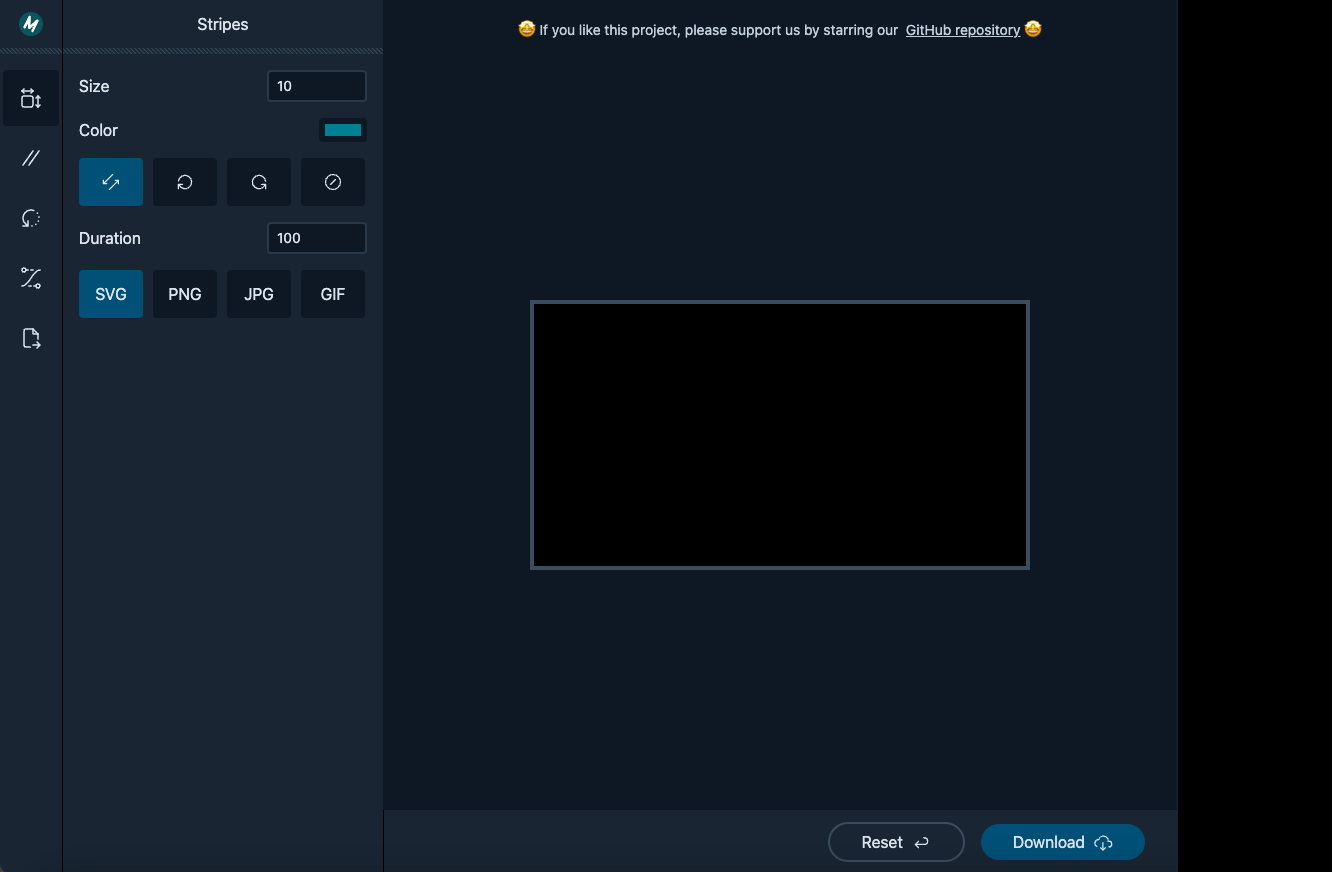 Stripes
🤩 If you like this project, please support us by starring our GitHub repository 🤩
Size
10
Color
Duration
100
SVG
PNG
JPG
GIF
Reset
Download